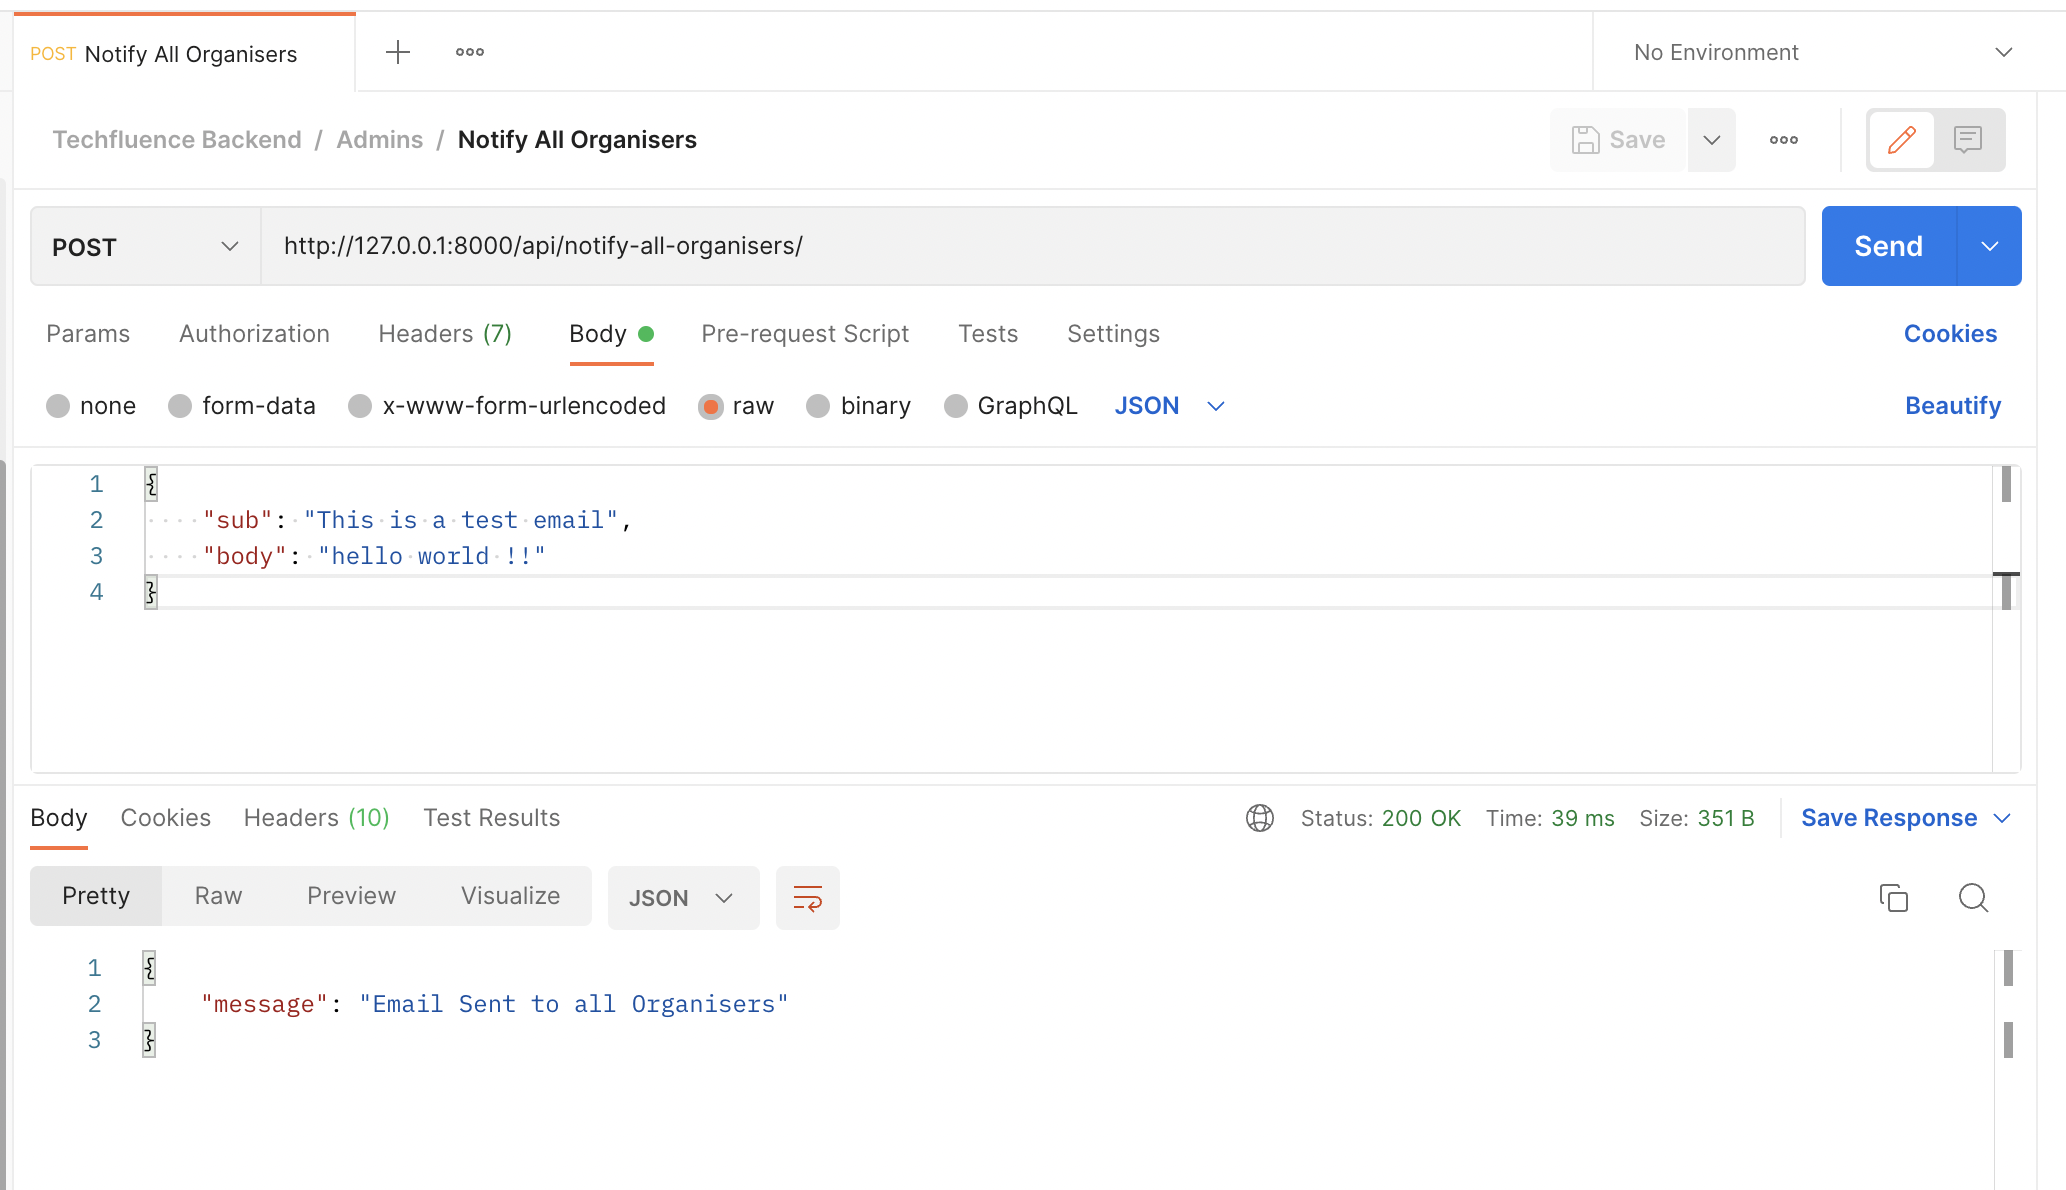 POST Notify All Organisers
No Environment
Techfluence Backend / Admins / Notify All Organisers
Save
POST http://127.0.0.1:8000/api/notify-all-organisers/ Send
Params Authorization Headers (7) Body Pre-request Script Tests Settings Cookies
none form-data x-www-form-urlencoded raw binary GraphQL JSON Beautify
1 {
2 "sub": "This is a test email",
3 "body": "hello world !!"
4 }
Body Cookies Headers (10) Test Results Status: 200 OK Time: 39 ms Size: 351 B Save Response
Pretty Raw Preview Visualize JSON
1 {
2 "message": "Email Sent to all Organisers"
3 }